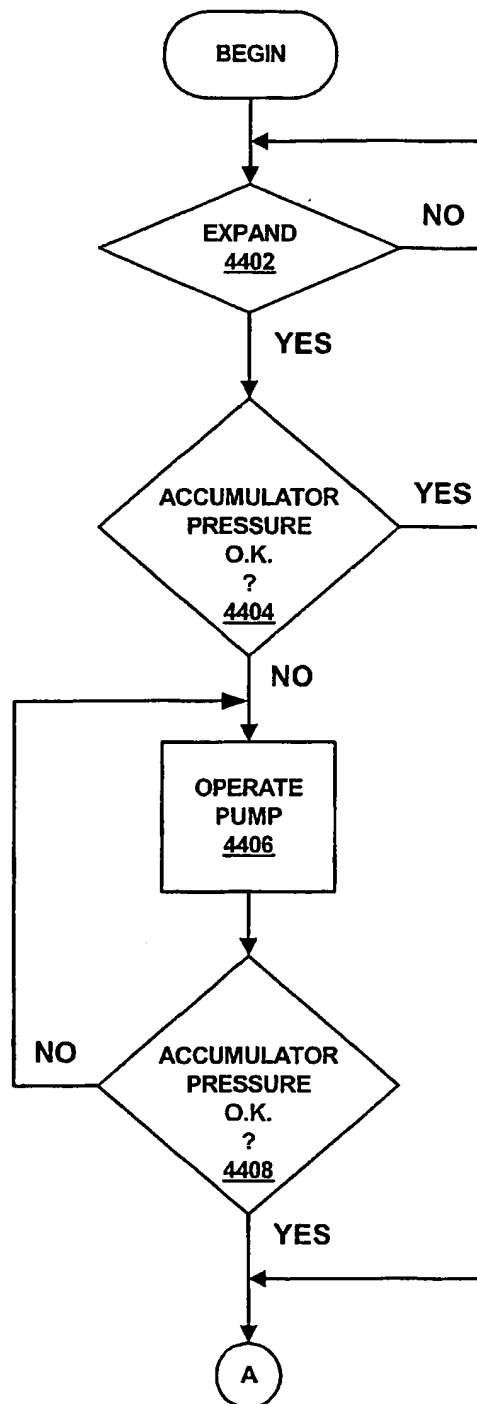 BEGIN
EXPAND
4402
NO
YES
ACCUMULATOR
PRESSURE
O.K.
?
4404
YES
NO
OPERATE
PUMP
4406
NO
ACCUMULATOR
PRESSURE
O.K.
?
4408
YES
A